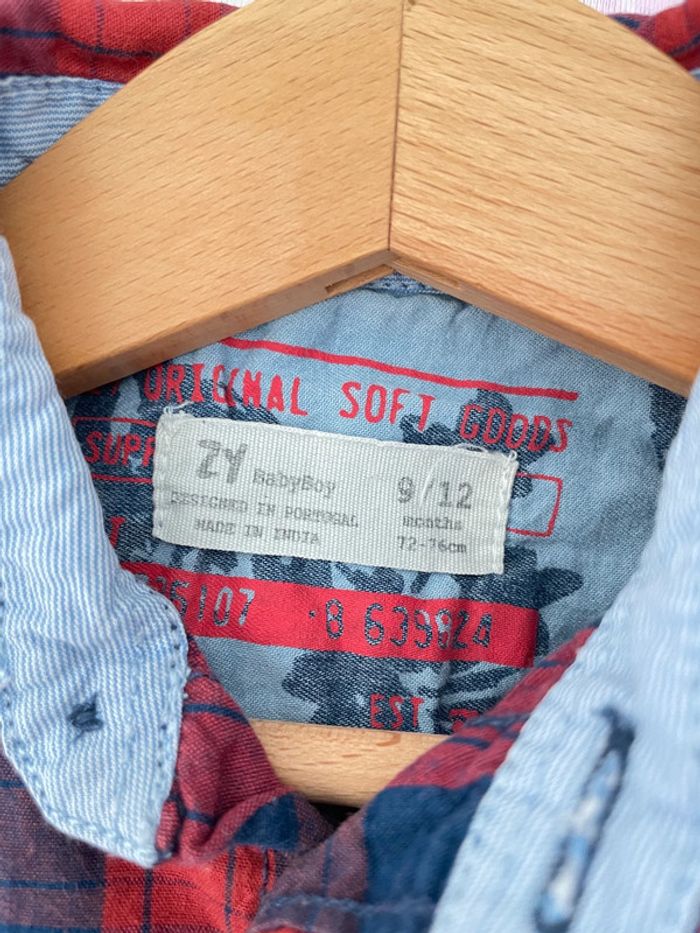 ORIGINAL SOFT GOODS
SUPP
ZY BabyBoy 9/12
DESIGNED IN PORTUGAL months
MADE IN INDIA 72-76cm
5107 -8 639824
EST